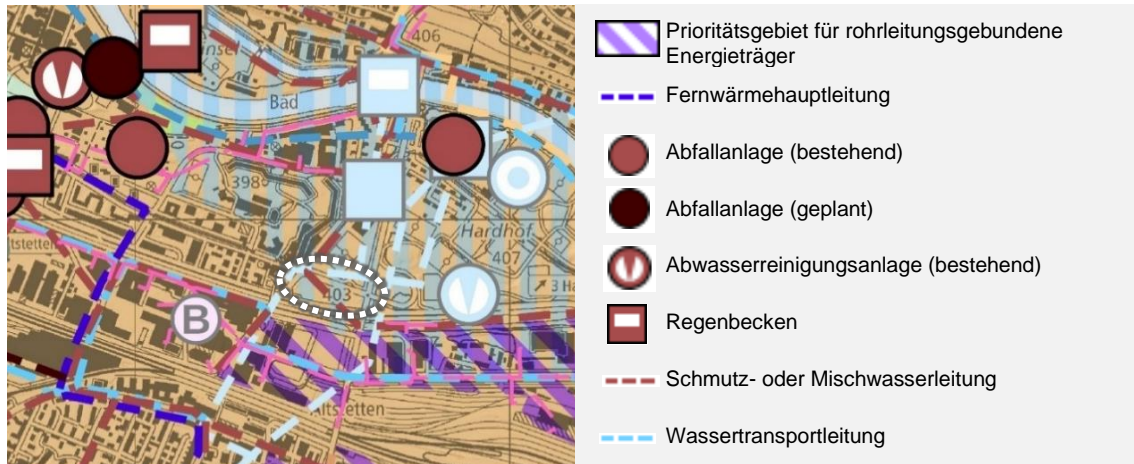 406
Bad
398
Hardhof
407
403
3 Ha
B
Altstetten
Prioritätsgebiet für rohrleitungsgebundene
Energieträger
Fernwärmehauptleitung
Abfallanlage (bestehend)
Abfallanlage (geplant)
Abwasserreinigungsanlage (bestehend)
Regenbecken
Schmutz- oder Mischwasserleitung
Wassertransportleitung